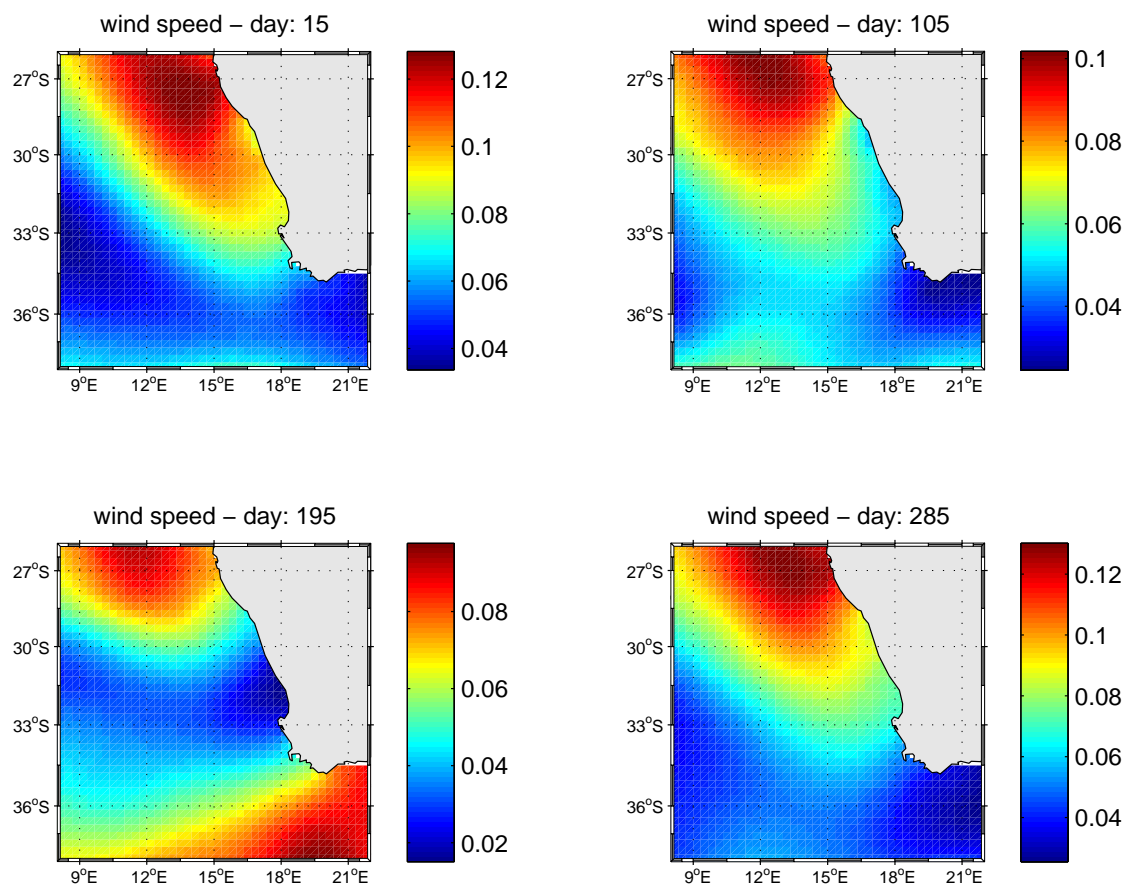 wind speed − day: 15
27°S
30°S
33°S
36°S
9°E 12°E 15°E 18°E 21°E
0.12
0.1
0.08
0.06
0.04
wind speed − day: 105
27°S
30°S
33°S
36°S
9°E 12°E 15°E 18°E 21°E
0.1
0.08
0.06
0.04
wind speed − day: 195
27°S
30°S
33°S
36°S
9°E 12°E 15°E 18°E 21°E
0.08
0.06
0.04
0.02
wind speed − day: 285
27°S
30°S
33°S
36°S
9°E 12°E 15°E 18°E 21°E
0.12
0.1
0.08
0.06
0.04